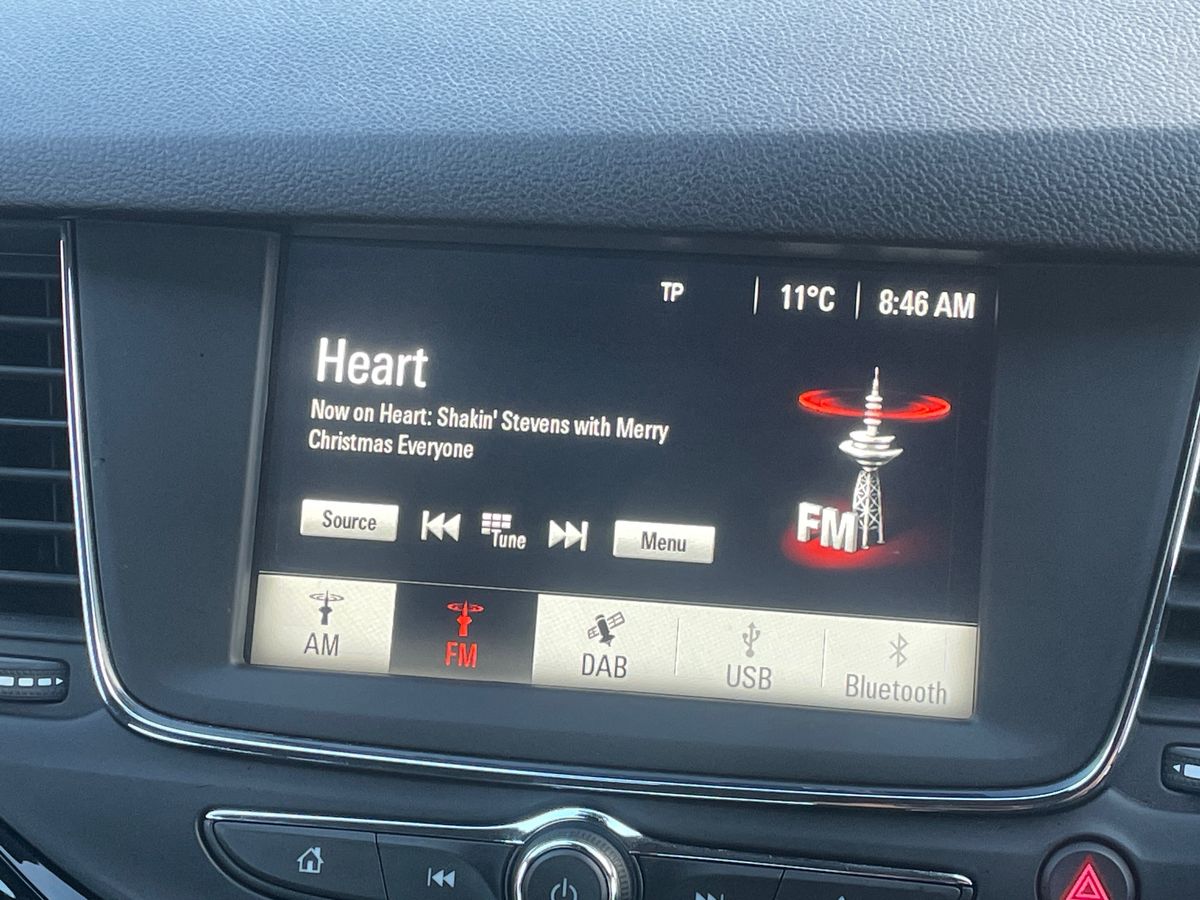 TP 11°C 8:46 AM
Heart
Now on Heart: Shakin' Stevens with Merry
Christmas Everyone
FM
Source Tune Menu
AM FM DAB USB Bluetooth